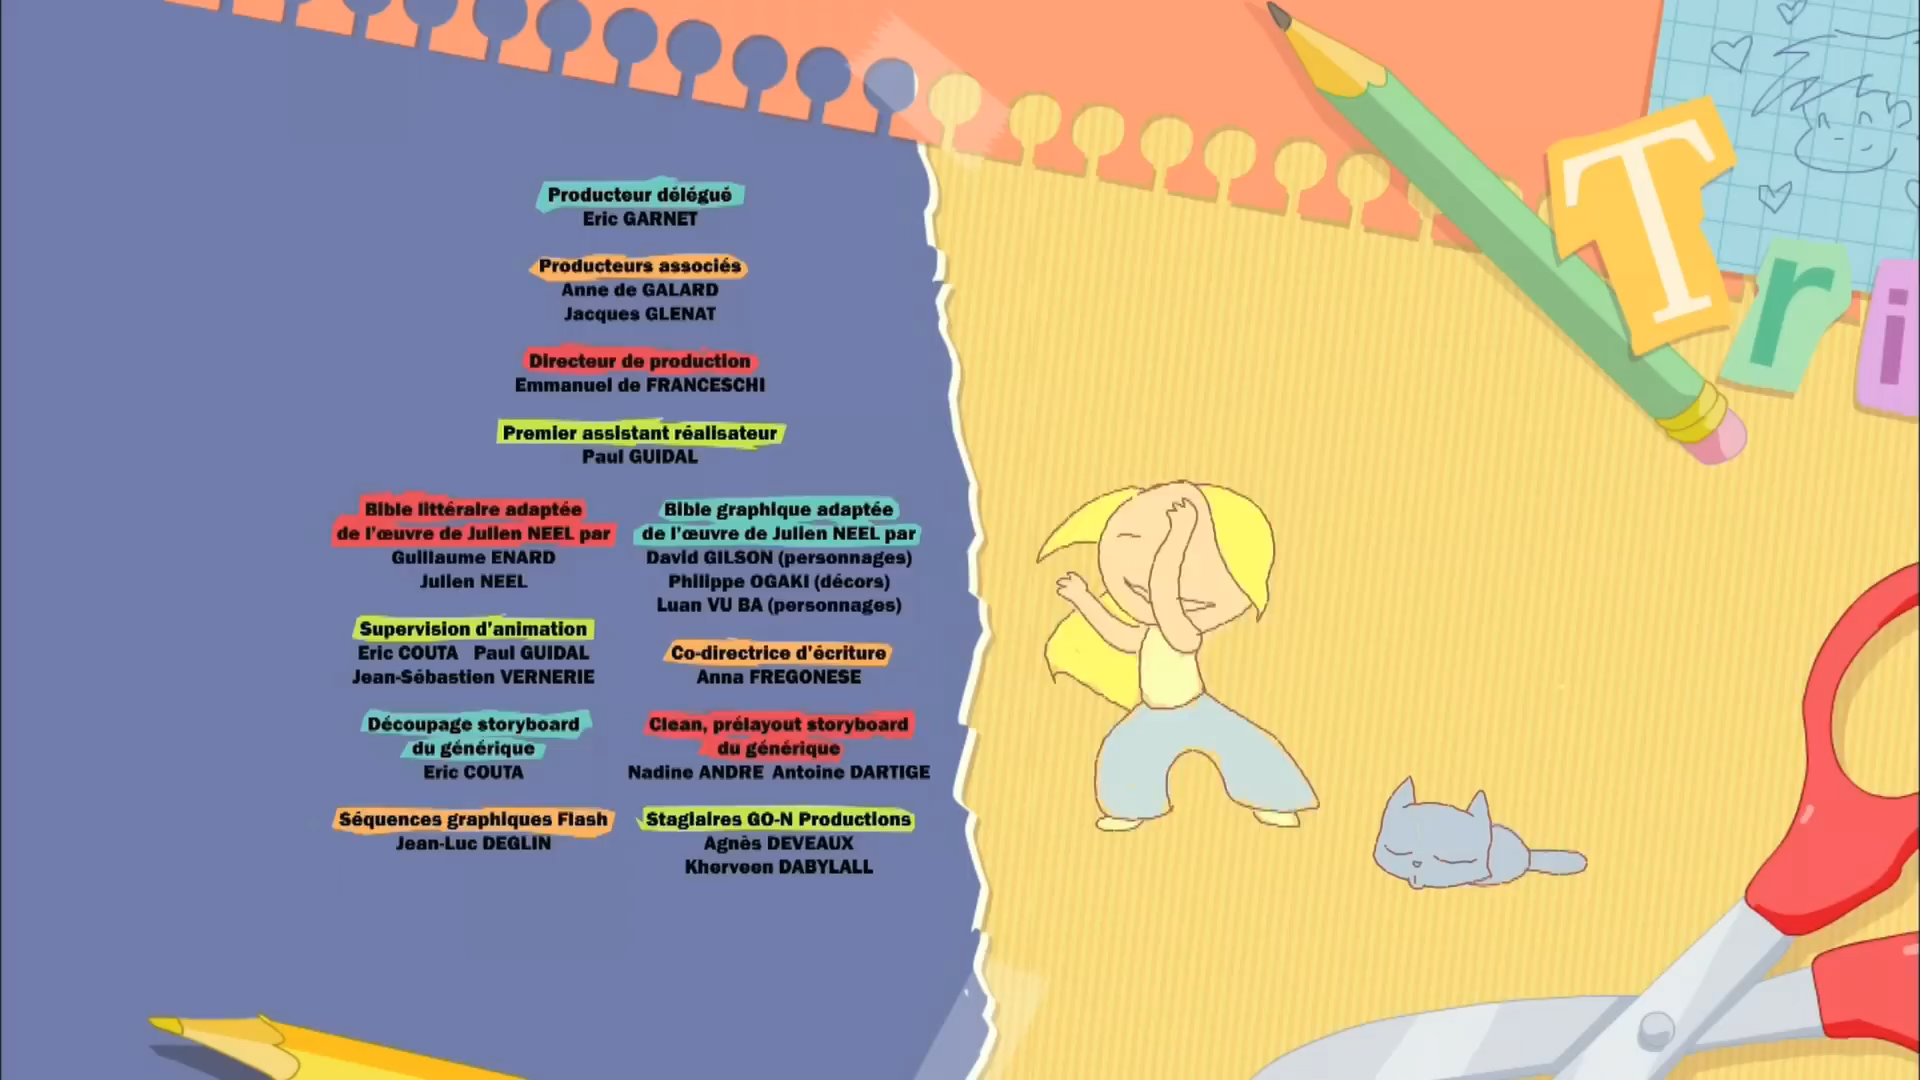 Producteur délégué
Eric GARNET
Producteurs associés
Anne de GALARD
Jacques GLENAT
Directeur de production
Emmanuel de FRANCESCHI
Premier assistant réalisateur
Paul GUIDAL
Bible littéraire adaptée
de l'œuvre de Julien NEEL par
Guillaume ENARD
Julien NEEL
Bible graphique adaptée
de l'œuvre de Julien NEEL par
David GILSON (personnages)
Philippe OGAKI (décors)
Luan VU BA (personnages)
Supervision d'animation
Eric COUTA Paul GUIDAL
Jean-Sébastien VERNERIE
Co-directrice d'écriture
Anna FREGONESE
Découpage storyboard
du générique
Eric COUTA
Clean, prélayout storyboard
du générique
Nadine ANDRE Antoine DARTIGE
Séquences graphiques Flash
Jean-Luc DEGLIN
Stagiaires GO-N Productions
Agnès DEVEAUX
Kherveen DABYLALL
Tri